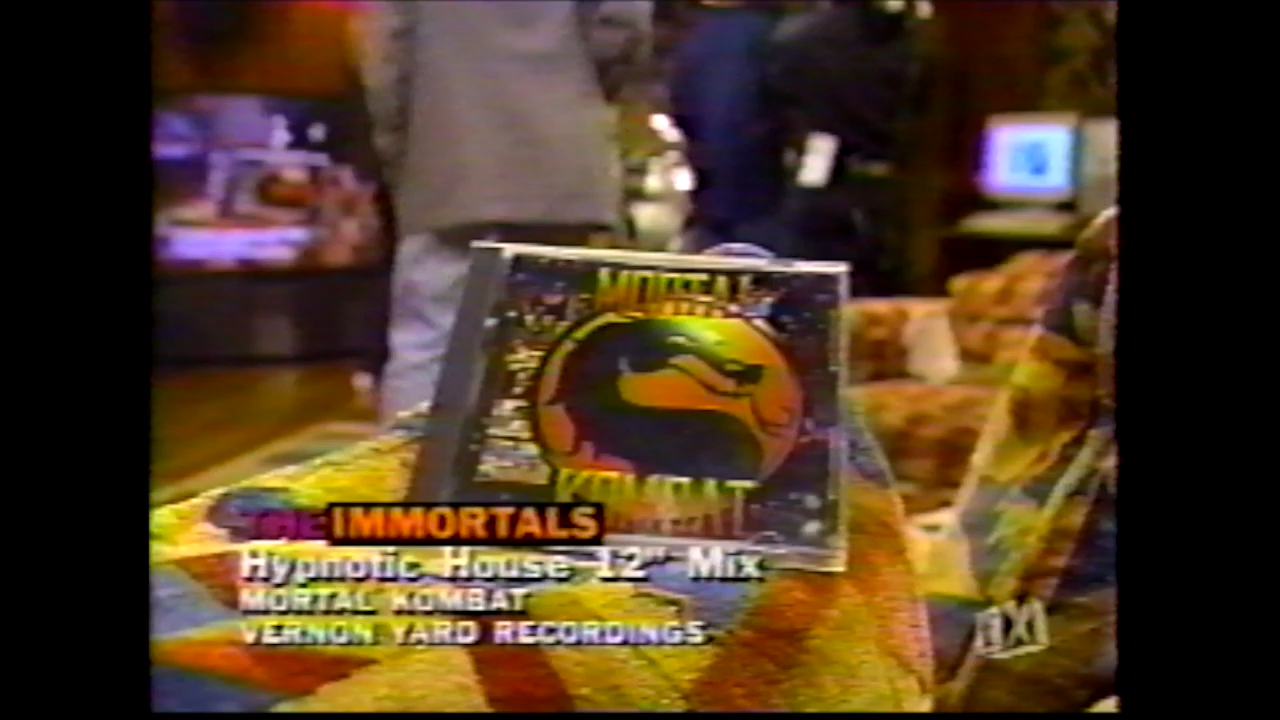 MORTAL
KOMBAT
THE IMMORTALS
Hypnotic House 12" Mix
MORTAL KOMBAT
VERNON YARD RECORDINGS